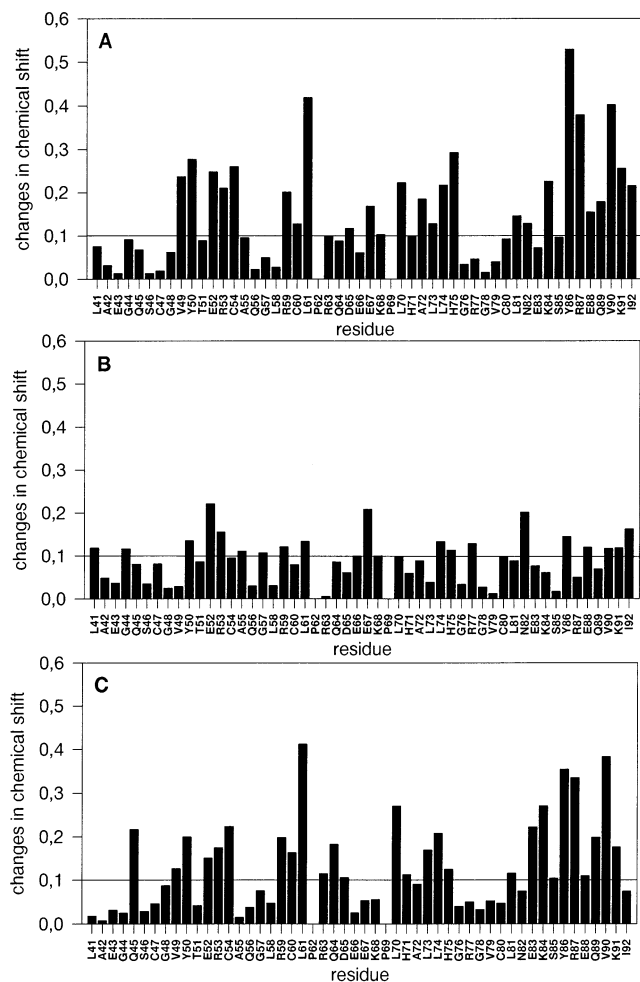 A
changes in chemical shift
0,6
0,5
0,4
0,3
0,2
0,1
0,0
L41 A42 E43 G44 Q45 S46 C47 G48 V49 Y50 T51 E52 R53 C54 A55 Q56 G57 L58 R59 C60 L61 P62 R63 Q64 D65 E66 E67 K68 P69 L70 H71 A72 L73 L74 H75 G76 R77 G78 V79 C80 L81 N82 E83 K84 S85 Y86 R87 E88 Q89 V90 K91 I92
residue
B
changes in chemical shift
0,6
0,5
0,4
0,3
0,2
0,1
0,0
L41 A42 E43 G44 Q45 S46 C47 G48 V49 Y50 T51 E52 R53 C54 A55 Q56 G57 L58 R59 C60 L61 P62 R63 Q64 D65 E66 E67 K68 P69 L70 H71 A72 L73 L74 H75 G76 R77 G78 V79 C80 L81 N82 E83 K84 S85 Y86 R87 E88 Q89 V90 K91 I92
residue
C
changes in chemical shift
0,6
0,5
0,4
0,3
0,2
0,1
0,0
L41 A42 E43 G44 Q45 S46 C47 G48 V49 Y50 T51 E52 R53 C54 A55 Q56 G57 L58 R59 C60 L61 P62 R63 Q64 D65 E66 E67 K68 P69 L70 H71 A72 L73 L74 H75 G76 R77 G78 V79 C80 L81 N82 E83 K84 S85 Y86 R87 E88 Q89 V90 K91 I92
residue